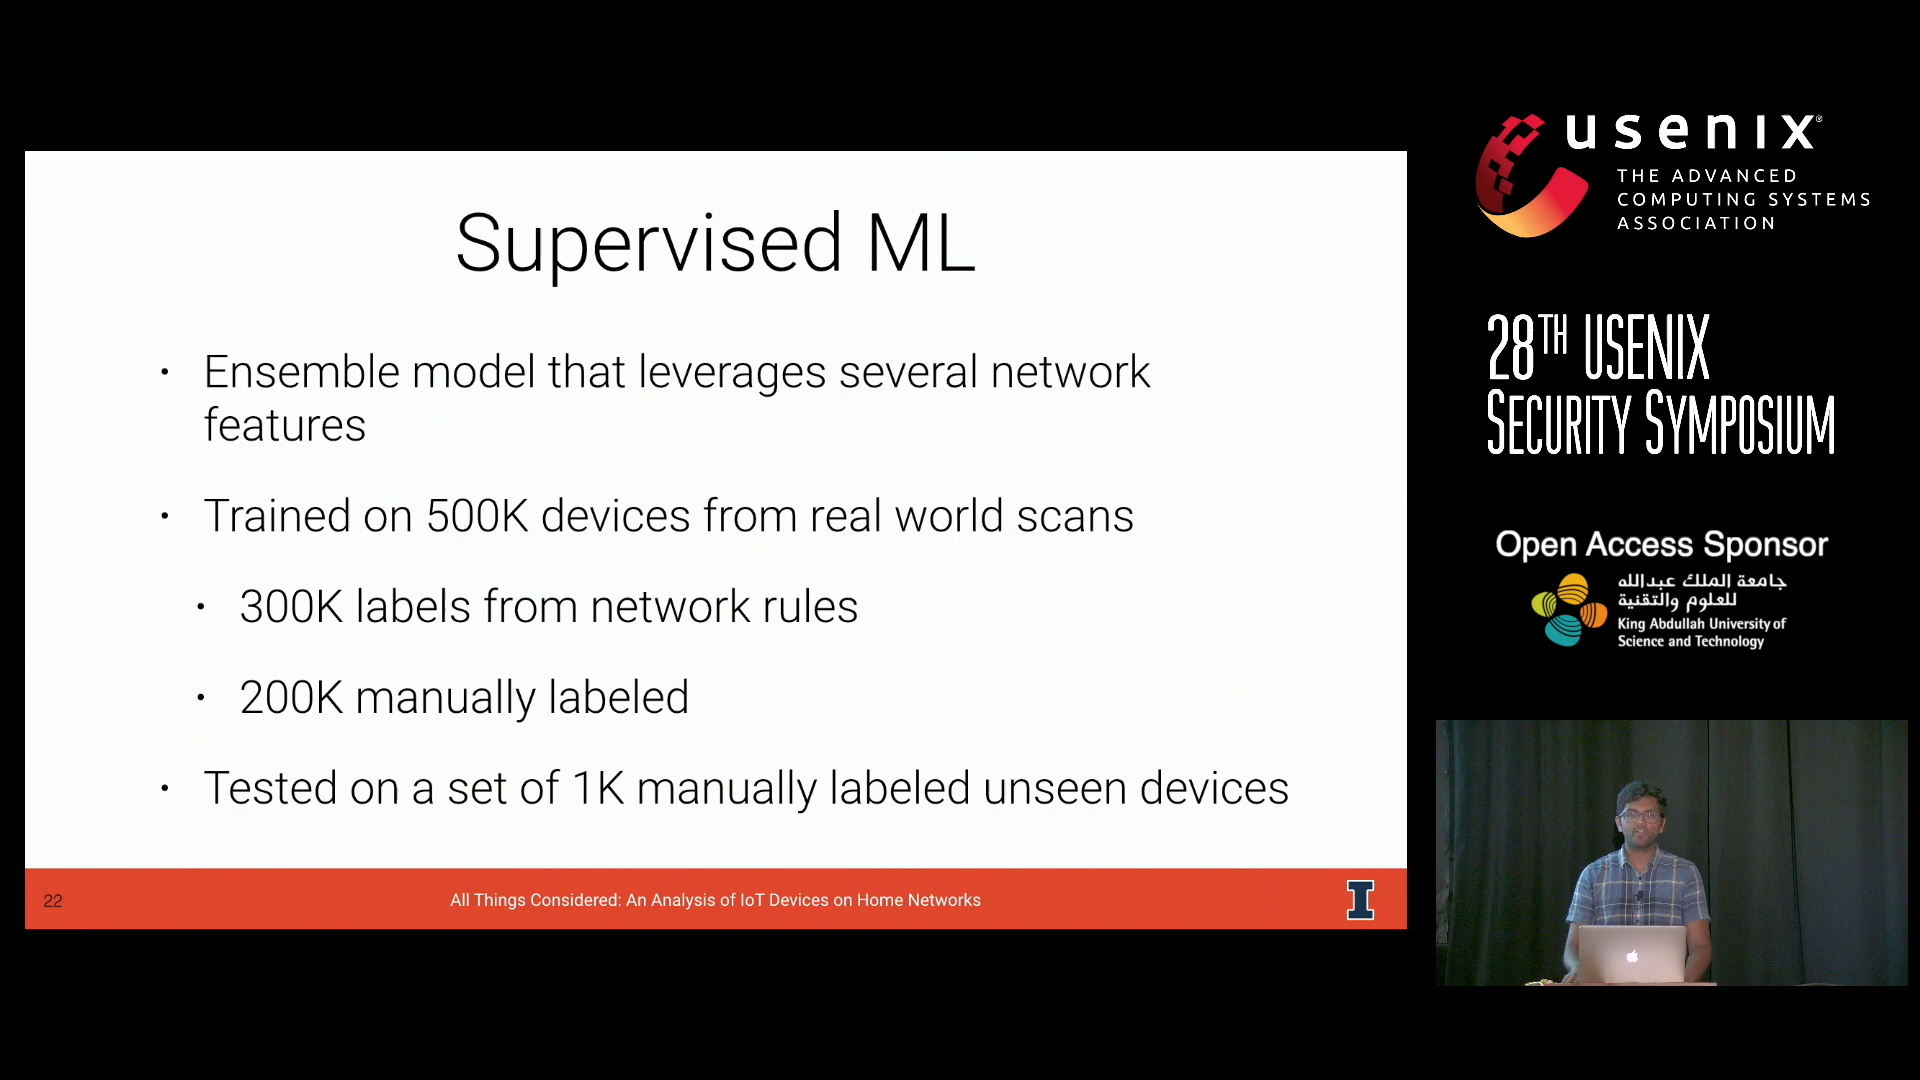 Supervised ML
• Ensemble model that leverages several network
features
• Trained on 500K devices from real world scans
• 300K labels from network rules
• 200K manually labeled
• Tested on a set of 1K manually labeled unseen devices
22
All Things Considered: An Analysis of IoT Devices on Home Networks
I
usenix®
THE ADVANCED
COMPUTING SYSTEMS
ASSOCIATION
28TH USENIX
SECURITY SYMPOSIUM
Open Access Sponsor
جامعة الملك عبدالله
للعلوم والتقنية
King Abdullah University of
Science and Technology